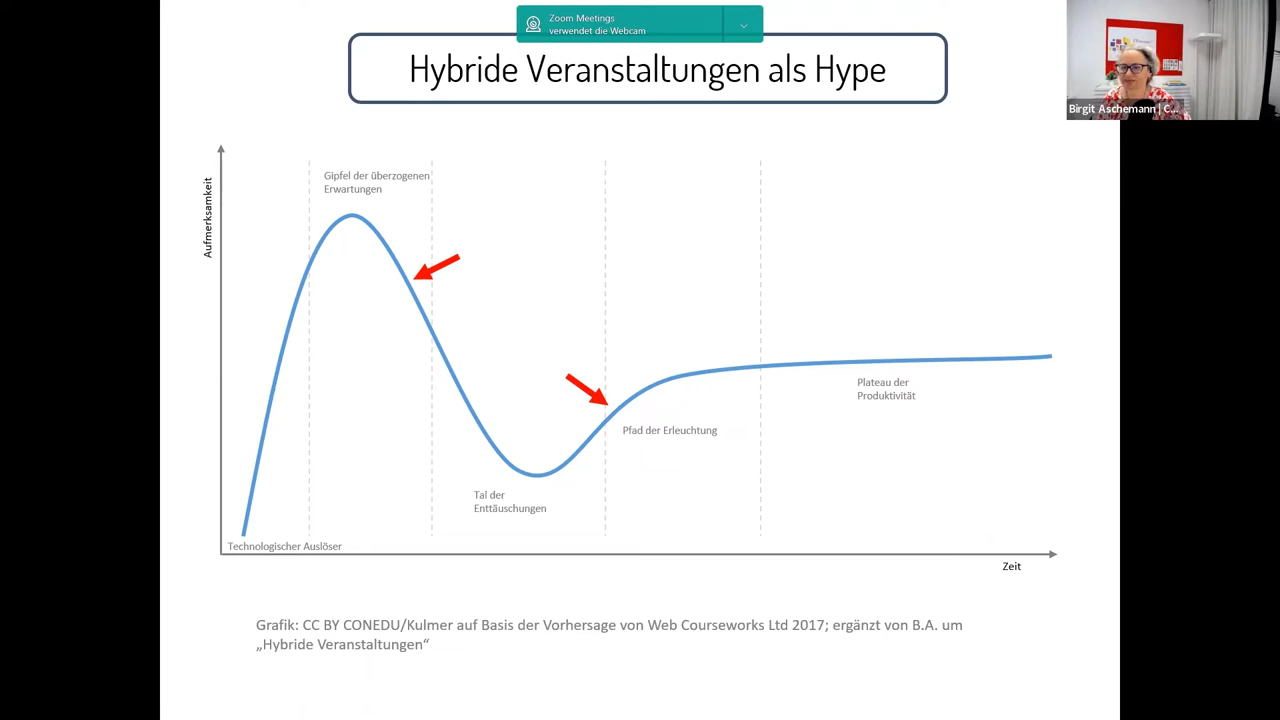 Zoom Meetings
verwendet die Webcam
Hybride Veranstaltungen als Hype
Birgit Aschemann | C...
Gipfel der überzogenen
Erwartungen
Aufmerksamkeit
Plateau der
Produktivität
Pfad der Erleuchtung
Tal der
Enttäuschungen
Technologischer Auslöser
Zeit
Grafik: CC BY CONEDU/Kulmer auf Basis der Vorhersage von Web Courseworks Ltd 2017; ergänzt von B.A. um
„Hybride Veranstaltungen“